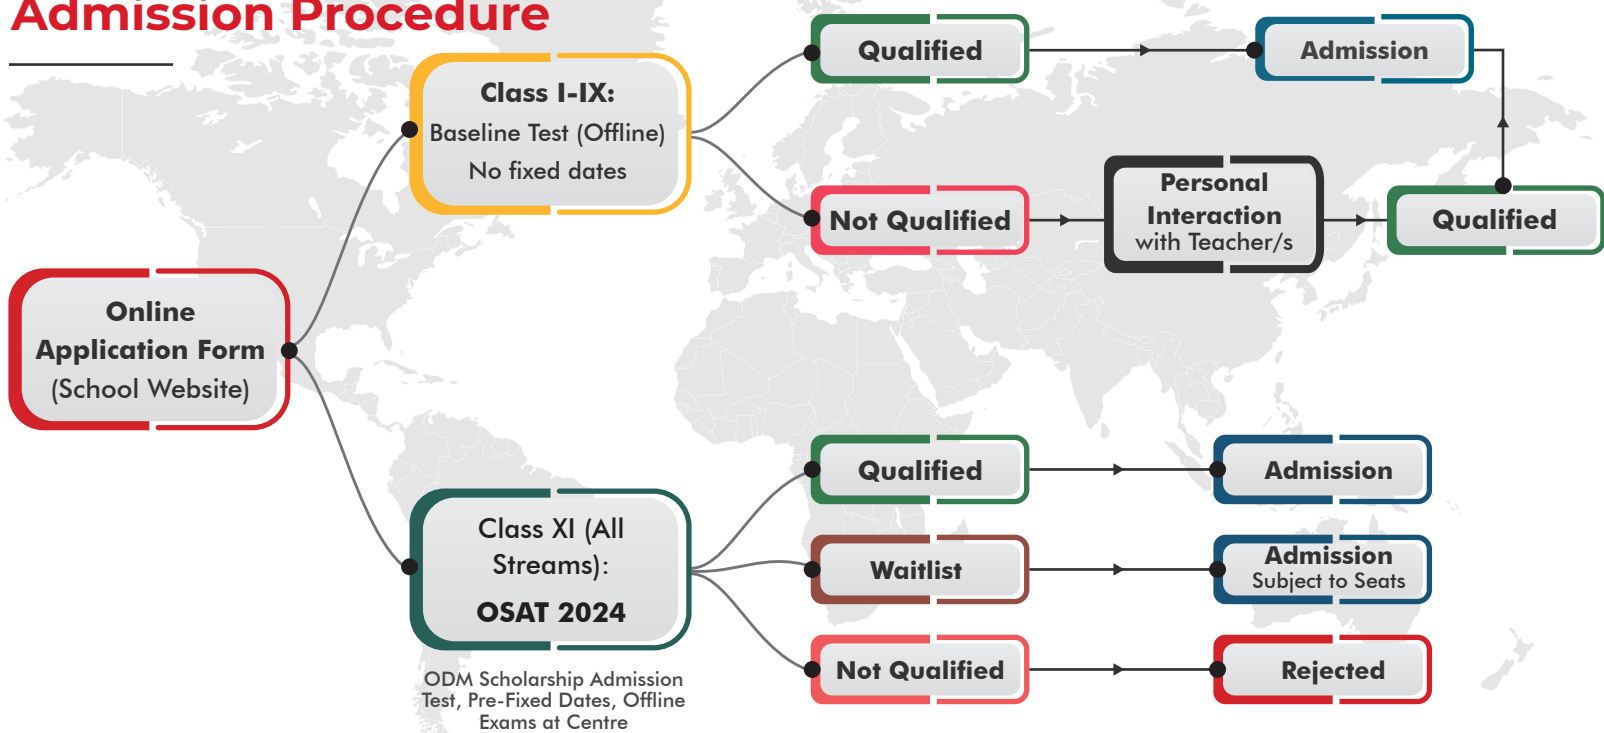 Admission Procedure
Online
Application Form
(School Website)
Class I-IX:
Baseline Test (Offline)
No fixed dates
Qualified
Admission
Not Qualified
Personal
Interaction
with Teacher/s
Qualified
Class XI (All
Streams):
OSAT 2024
ODM Scholarship Admission
Test, Pre-Fixed Dates, Offline
Exams at Centre
Qualified
Admission
Waitlist
Admission
Subject to Seats
Not Qualified
Rejected